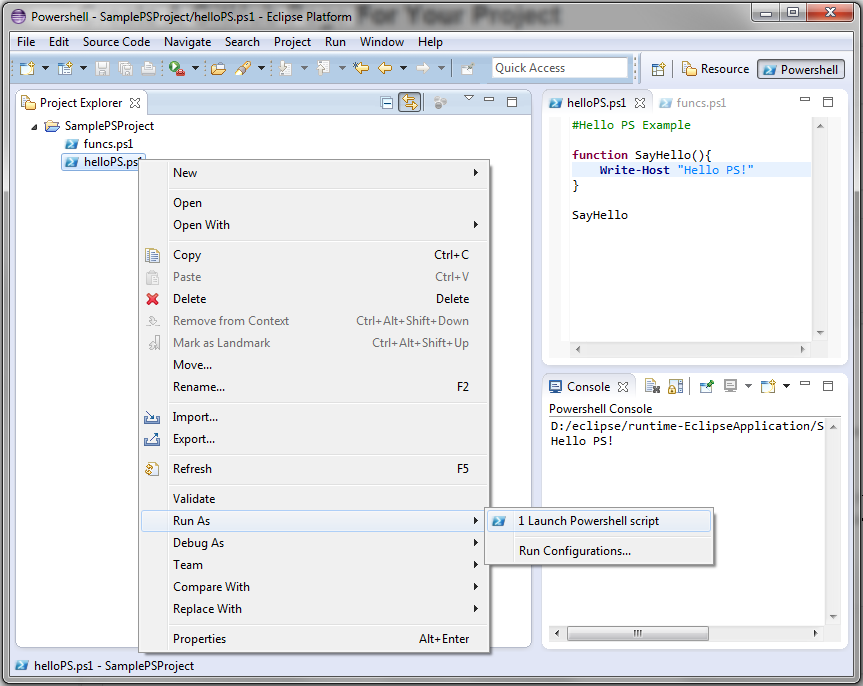 Powershell - SamplePSProject/helloPS.ps1 - Eclipse Platform
For Your Project
File Edit Source Code Navigate Search Project Run Window Help
Quick Access
Resource
Powershell
Project Explorer
SamplePSProject
funcs.ps1
helloPS.ps1
New
Open
Open With
Copy Ctrl+C
Paste Ctrl+V
Delete Delete
Remove from Context Ctrl+Alt+Shift+Down
Mark as Landmark Ctrl+Alt+Shift+Up
Move...
Rename... F2
Import...
Export...
Refresh F5
Validate
Run As
Debug As
Team
Compare With
Replace With
Properties Alt+Enter
1 Launch Powershell script
Run Configurations...
helloPS.ps1 funcs.ps1
#Hello PS Example
function SayHello(){
Write-Host "Hello PS!"
}
SayHello
Console
Powershell Console
D:/eclipse/runtime-EclipseApplication/S
Hello PS!
helloPS.ps1 - SamplePSProject